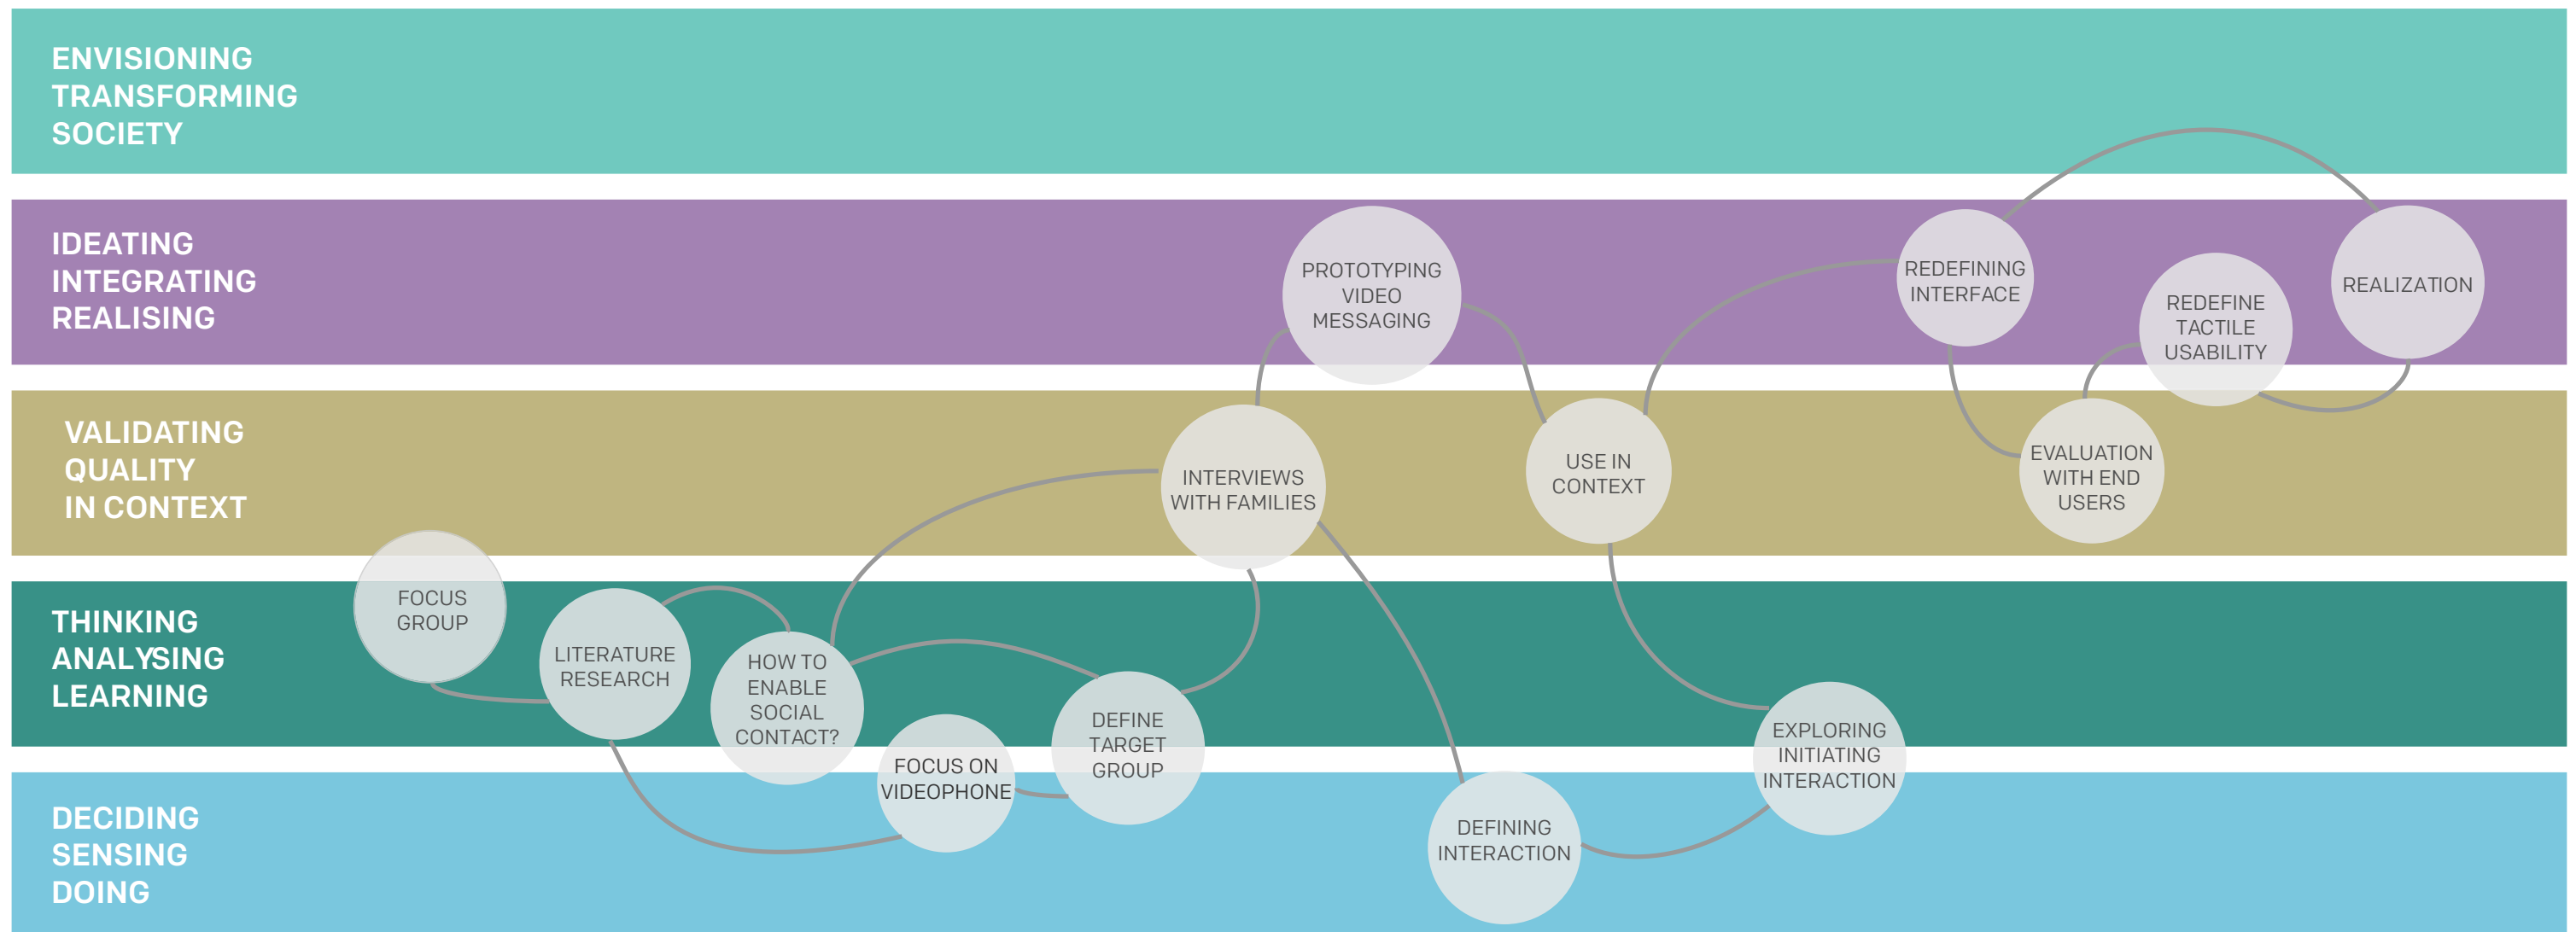 ENVISIONING
TRANSFORMING
SOCIETY
IDEATING
INTEGRATING
REALISING
PROTOTYPING
VIDEO
MESSAGING
REDEFINING
INTERFACE
REDEFINE
TACTILE
USABILITY
REALIZATION
VALIDATING
QUALITY
IN CONTEXT
INTERVIEWS
WITH FAMILIES
USE IN
CONTEXT
EVALUATION
WITH END
USERS
THINKING
ANALYSING
LEARNING
FOCUS
GROUP
LITERATURE
RESEARCH
HOW TO
ENABLE
SOCIAL
CONTACT?
FOCUS ON
VIDEOPHONE
DEFINE
TARGET
GROUP
EXPLORING
INITIATING
INTERACTION
DECIDING
SENSING
DOING
DEFINING
INTERACTION